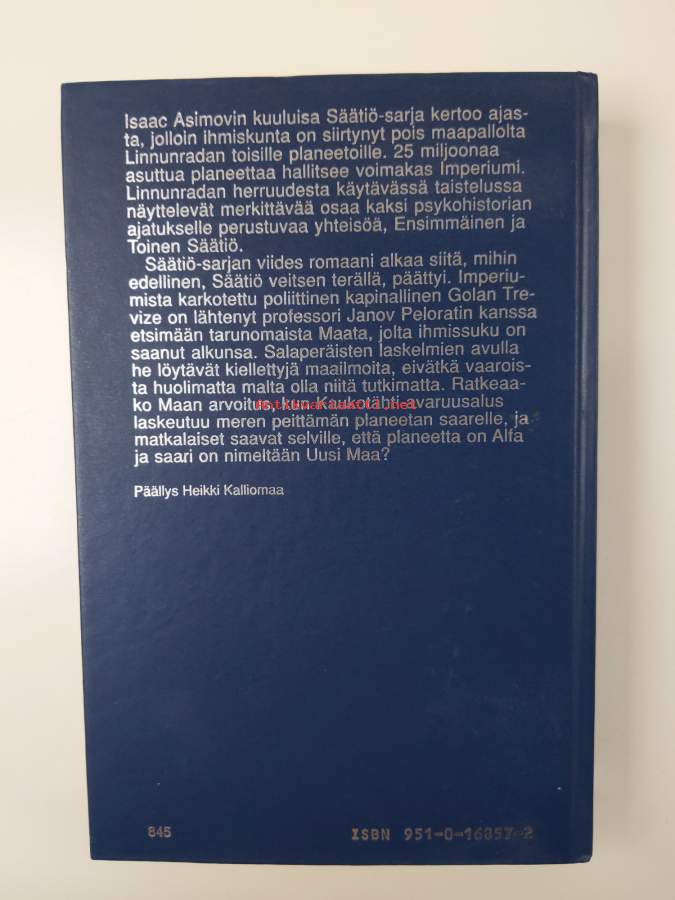 Isaac Asimovin kuuluisa Säätiö-sarja kertoo ajas-
ta, jolloin ihmiskunta on siirtynyt pois maapallolta
Linnunradan toisille planeetoille. 25 miljoonaa
asuttua planeettaa hallitsee voimakas Imperiumi.
Linnunradan herruudesta käytävässä taistelussa
näyttelevät merkittävää osaa kaksi psykohistorian
ajatukselle perustuvaa yhteisöä, Ensimmäinen ja
Toinen Säätiö.
Säätiö-sarjan viides romaani alkaa siitä, mihin
edellinen, Säätiö veitsen terällä, päättyi. Imperiu-
mista karkotettu poliittinen kapinallinen Golan Tre-
vize on lähtenyt professori Janov Peloratin kanssa
etsimään tarunomaista Maata, jolta ihmissuku on
saanut alkunsa. Salaperäisten laskelmien avulla
he löytävät kiellettyjä maailmoita, eivätkä vaarois-
ta huolimatta malta olla niitä tutkimatta. Ratkeaa-
ko Maan arvoitus, kun Kaukotähti-avaruusalus
Antikvariaatti.net
laskeutuu meren peittämän planeetan saarelle, ja
matkalaiset saavat selville, että planeetta on Alfa
ja saari on nimeltään Uusi Maa?
Päällys Heikki Kalliomaa
845 ISBN 951-0-16857-2